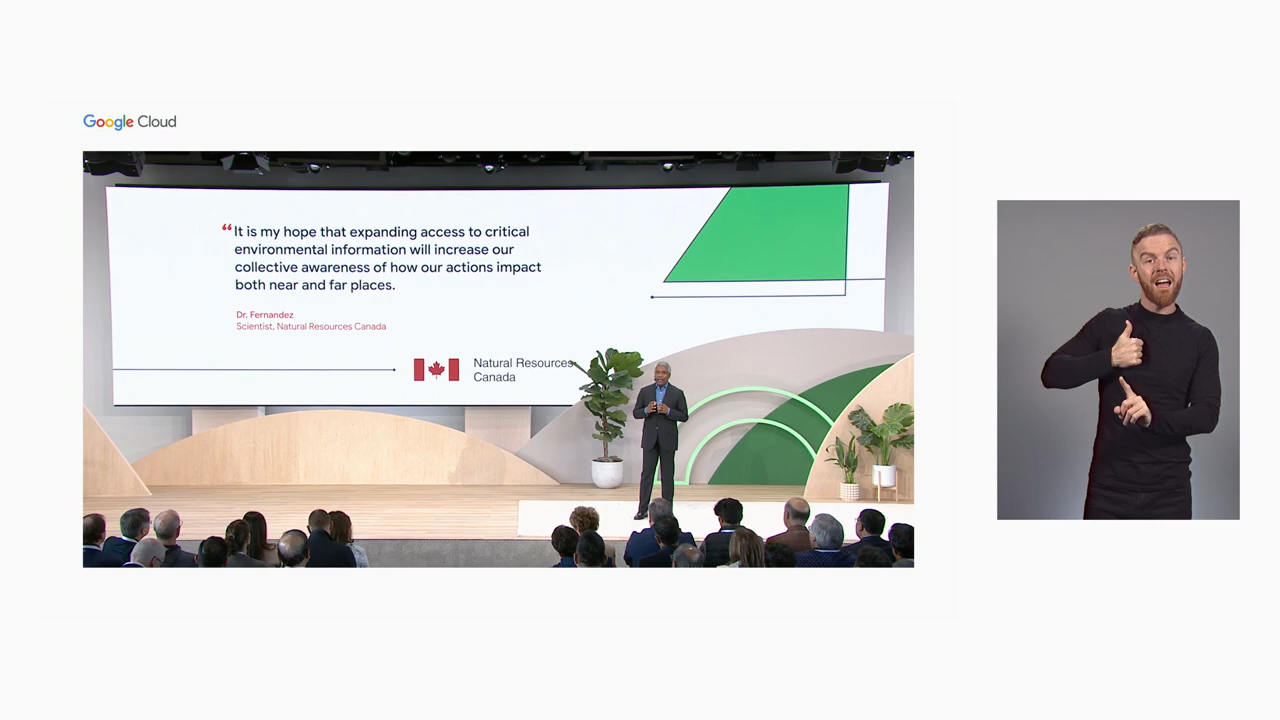 Google Cloud
“It is my hope that expanding access to critical
environmental information will increase our
collective awareness of how our actions impact
both near and far places.
Dr. Fernandez
Scientist, Natural Resources Canada
Natural Resources
Canada